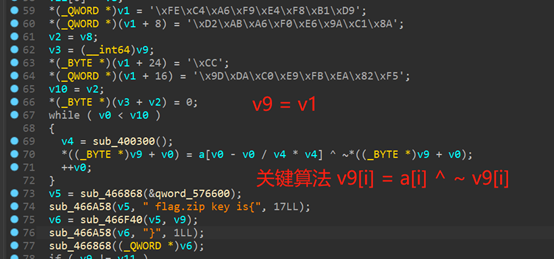 59 *(_QWORD *)v1 = '\xFE\xC4\xA6\xF9\xE4\xF8\xB1\xD9';
60 *(_QWORD *)(v1 + 8) = '\xD2\xAB\xA6\xF0\xE6\x9A\xC1\x8A';
61 v2 = v8;
62 v3 = (__int64)v9;
63 *(_BYTE *)(v1 + 24) = '\xCC';
64 *(_QWORD *)(v1 + 16) = '\x9D\xDA\xC0\xE9\xFB\xEA\x82\xF5';
65 v10 = v2;
66 *(_BYTE *)(v3 + v2) = 0;
v9 = v1
67 while ( v0 < v10 )
68 {
69 v4 = sub_400300();
70 *((_BYTE *)v9 + v0) = a[v0 - v0 / v4 * v4] ^ ~*((_BYTE *)v9 + v0);
71 ++v0;
72 }
关键算法 v9[i] = a[i] ^ ~ v9[i]
73 v5 = sub_466868(&qword_576600);
74 sub_466A58(v5, " flag.zip key is{", 17LL);
75 v6 = sub_466F40(v5, v9);
76 sub_466A58(v6, "}", 1LL);
77 sub_466868((_QWORD *)v6);